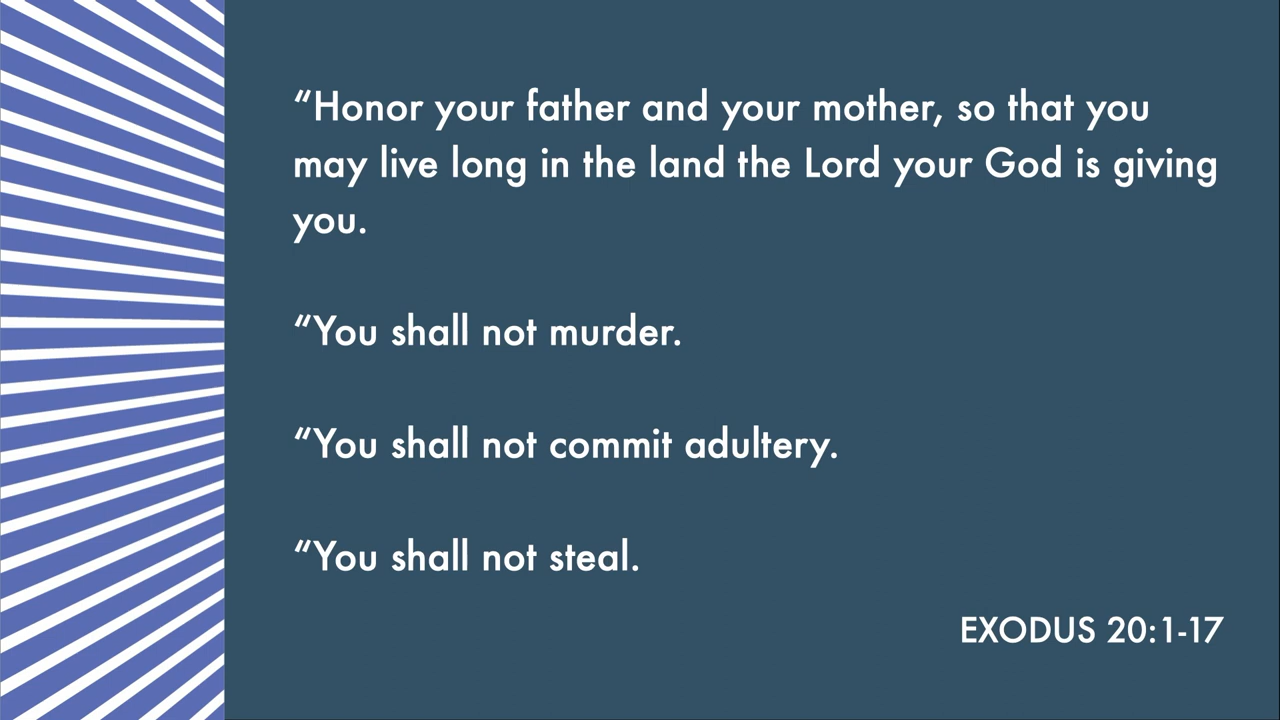 “Honor your father and your mother, so that you
may live long in the land the Lord your God is giving
you.
“You shall not murder.
“You shall not commit adultery.
“You shall not steal.
EXODUS 20:1-17